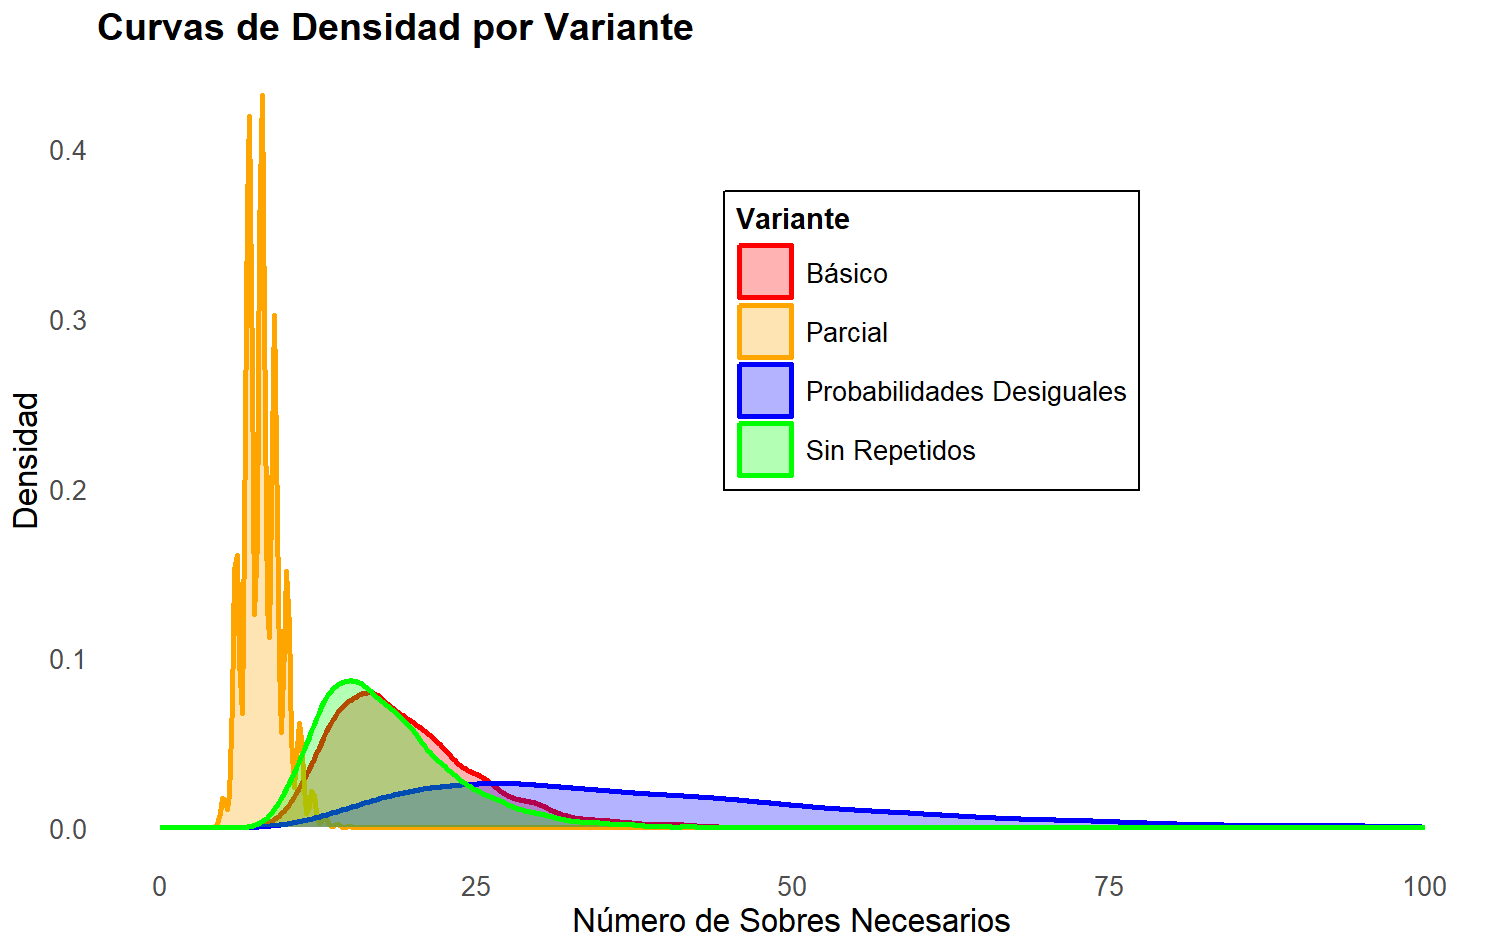 Curvas de Densidad por Variante
Densidad
0.4
0.3
0.2
0.1
0.0
Variante
Básico
Parcial
Probabilidades Desiguales
Sin Repetidos
0 25 50 75 100
Número de Sobres Necesarios